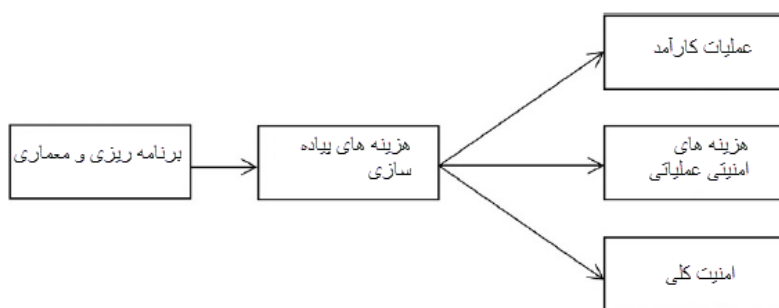 عملیات کارآمد
برنامه ریزی و معماری
هزینه های پیاده
سازی
هزینه های
امنیتی عملیاتی
امنیت کلی